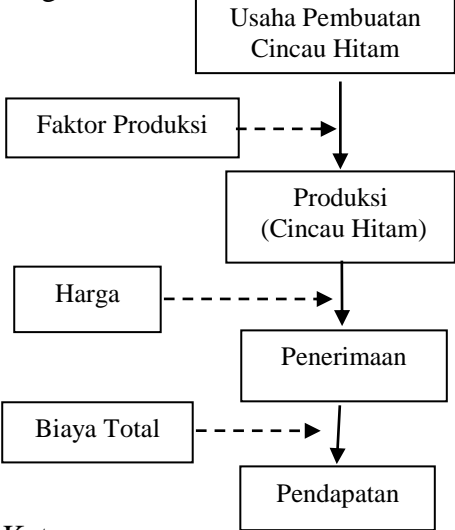 Usaha Pembuatan
Cincau Hitam
Faktor Produksi
Produksi
(Cincau Hitam)
Harga
Penerimaan
Biaya Total
Pendapatan